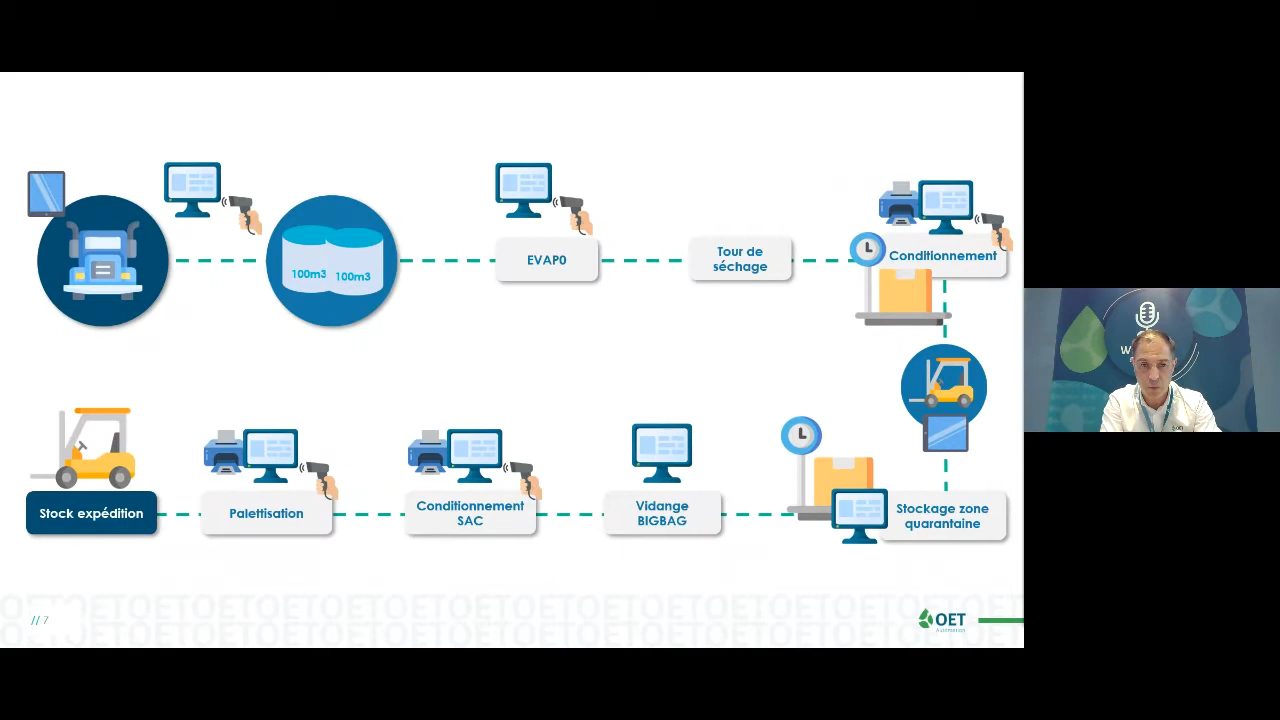 100m3
100m3
EVAP0
Tour de
séchage
Conditionnement
Stock expédition
Palettisation
Conditionnement
SAC
Vidange
BIGBAG
Stockage zone
quarantaine
// 7
OET
Automation